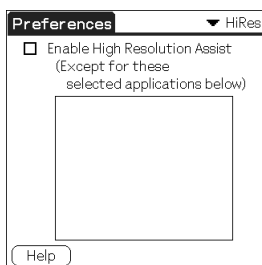 Preferences
HiRes
Enable High Resolution Assist
(Except for these
selected applications below)
Help